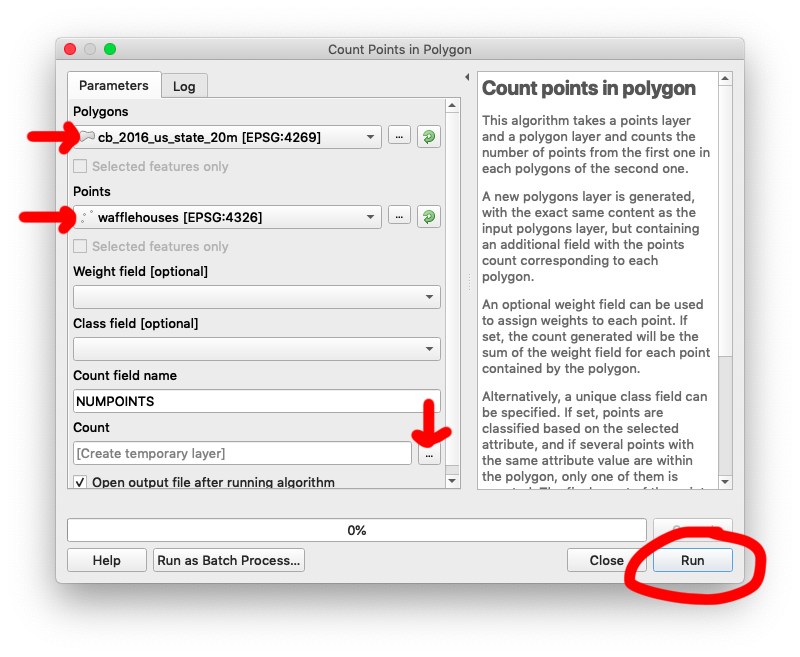 Count Points in Polygon
Parameters
Log
Polygons
cb_2016_us_state_20m [EPSG:4269]
...
Selected features only
Points
wafflehouses [EPSG:4326]
...
Selected features only
Weight field [optional]
Class field [optional]
Count field name
NUMPOINTS
Count
[Create temporary layer]
...
Open output file after running algorithm
Count points in polygon
This algorithm takes a points layer
and a polygon layer and counts the
number of points from the first one in
each polygons of the second one.
A new polygons layer is generated,
with the exact same content as the
input polygons layer, but containing
an additional field with the points
count corresponding to each
polygon.
An optional weight field can be used
to assign weights to each point. If
set, the count generated will be the
sum of the weight field for each point
contained by the polygon.
Alternatively, a unique class field can
be specified. If set, points are
classified based on the selected
attribute, and if several points with
the same attribute value are within
the polygon, only one of them is
0%
Help
Run as Batch Process...
Close
Run